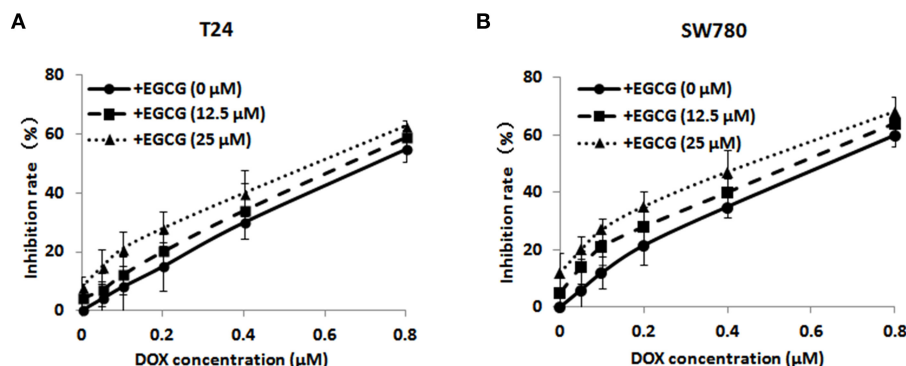 A
T24
Inhibition rate （%）
80
60
40
20
0
+EGCG (0 μM)
+EGCG (12.5 μM)
+EGCG (25 μM)
0
0.2
0.4
0.6
0.8
DOX concentration (μM)
B
SW780
Inhibition rate （%）
80
60
40
20
0
+EGCG (0 μM)
+EGCG (12.5 μM)
+EGCG (25 μM)
0
0.2
0.4
0.6
0.8
DOX concentration (μM)